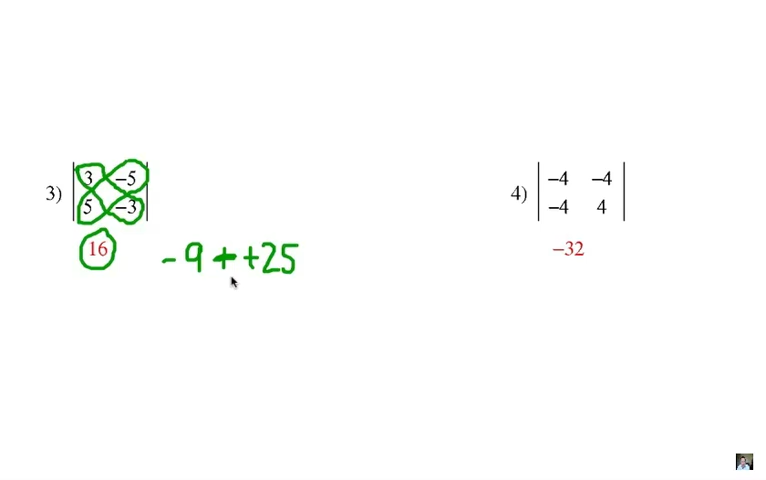 3) | 3 −5 | 4) | −4 −4 |
| 5 −3 | | −4 4 |
16 −32
-9 + +25